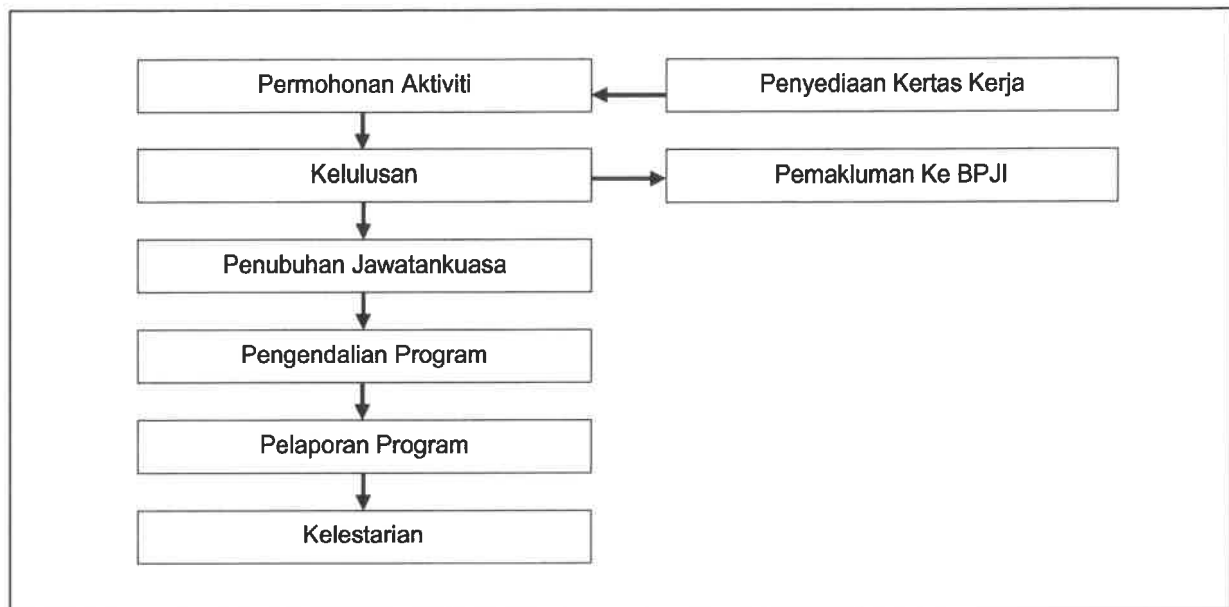 Permohonan Aktiviti
Penyediaan Kertas Kerja
Kelulusan
Pemakluman Ke BPJI
Penubuhan Jawatankuasa
Pengendalian Program
Pelaporan Program
Kelestarian